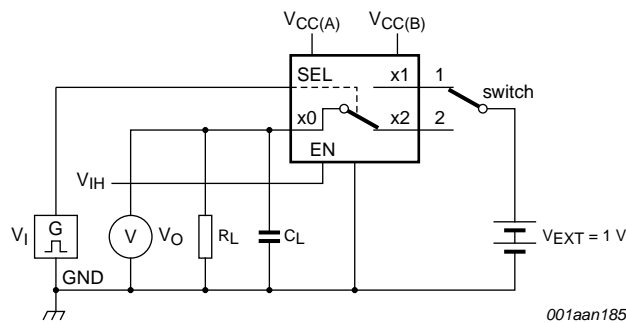 VCC(A) VCC(B)
SEL x1 1
switch
x0 x2 2
EN
VIH
VI G V VO RL CL VEXT = 1 V
GND
001aan185